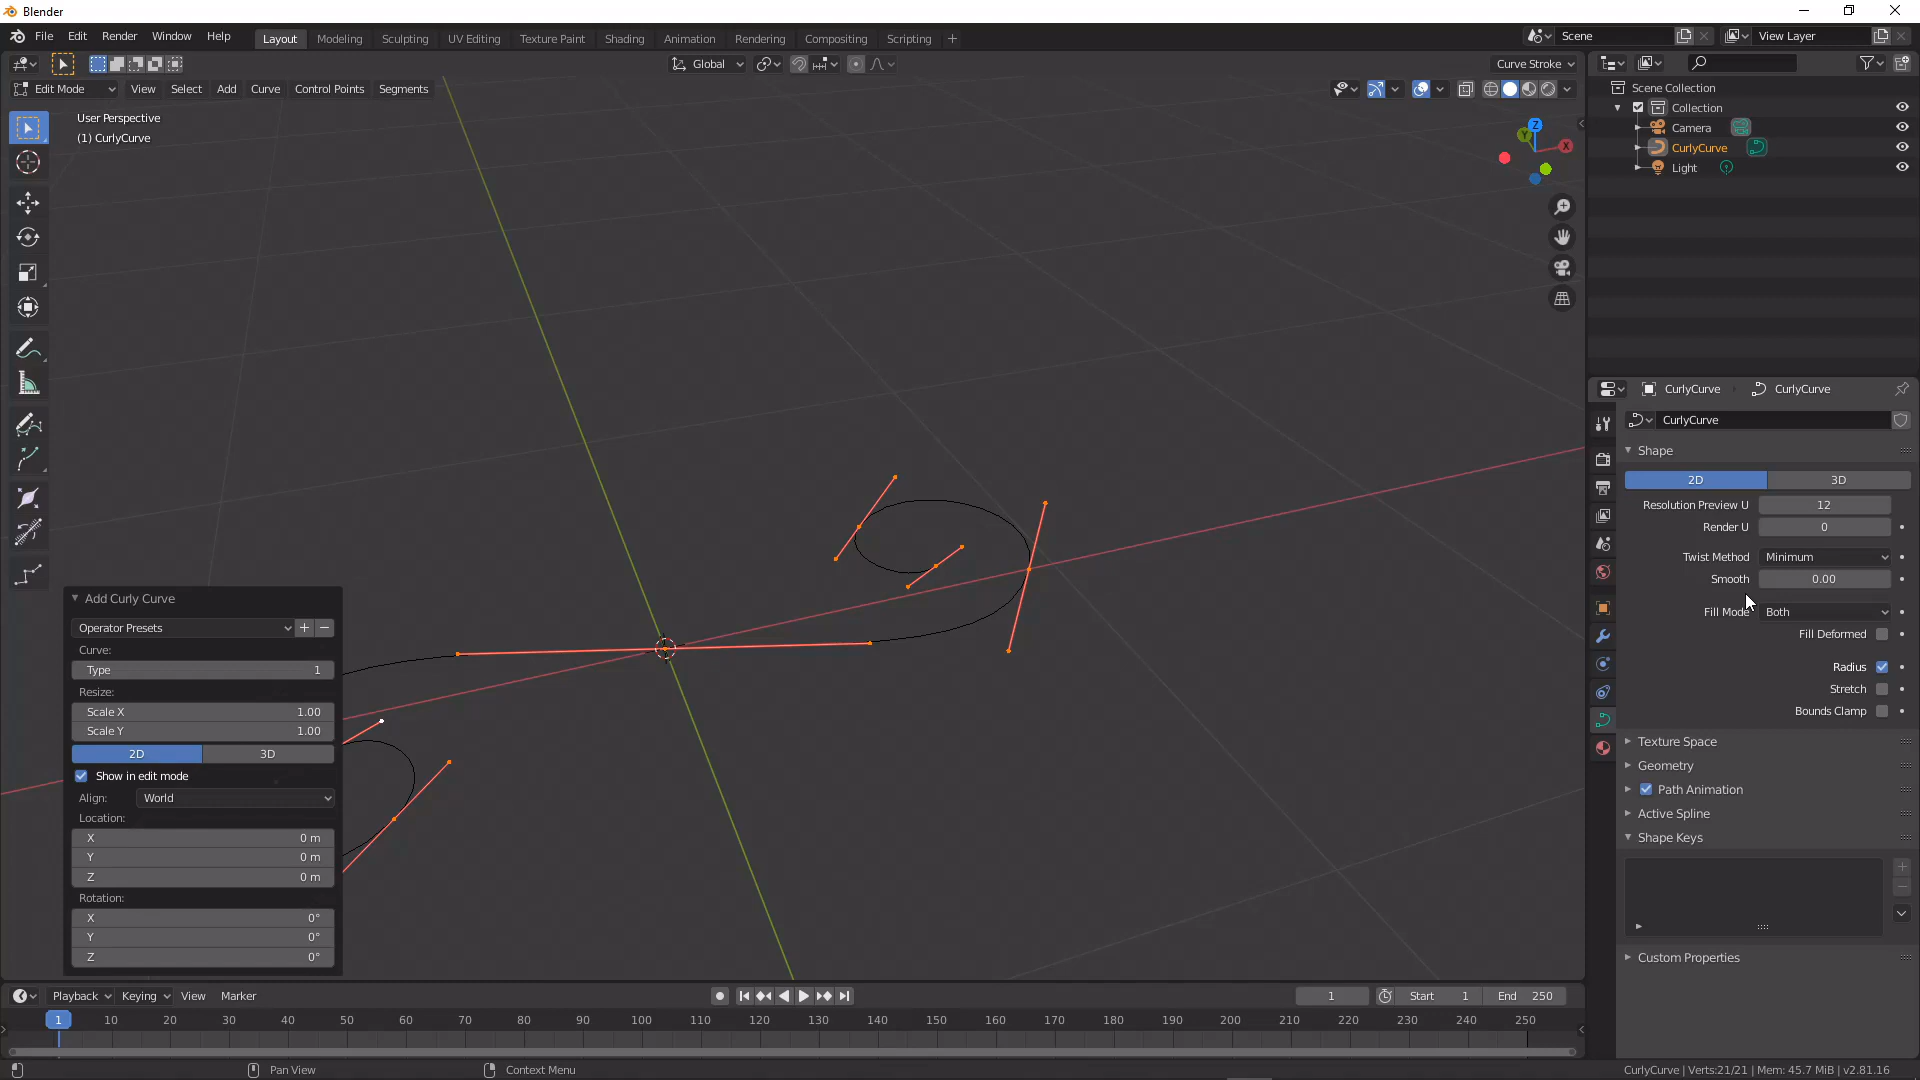 Blender
File Edit Render Window Help
Layout Modeling Sculpting UV Editing Texture Paint Shading Animation Rendering Compositing Scripting +
Scene
View Layer
Global
Curve Stroke
Edit Mode View Select Add Curve Control Points Segments
User Perspective
(1) CurlyCurve
Z
Y
X
Scene Collection
Collection
Camera
CurlyCurve
Light
CurlyCurve CurlyCurve
CurlyCurve
Shape
2D 3D
Resolution Preview U 12
Render U 0
Twist Method Minimum
Smooth 0.00
Fill Mode Both
Fill Deformed
Radius
Stretch
Bounds Clamp
Texture Space
Geometry
Path Animation
Active Spline
Shape Keys
Custom Properties
Add Curly Curve
Operator Presets
Curve:
Type 1
Resize:
Scale X 1.00
Scale Y 1.00
2D 3D
Show in edit mode
Align: World
Location:
X 0 m
Y 0 m
Z 0 m
Rotation:
X 0°
Y 0°
Z 0°
Playback Keying View Marker
1
Start 1 End 250
1 10 20 30 40 50 60 70 80 90 100 110 120 130 140 150 160 170 180 190 200 210 220 230 240 250
Pan View
Context Menu
CurlyCurve | Verts:21/21 | Mem: 45.7 MiB | v2.81.16